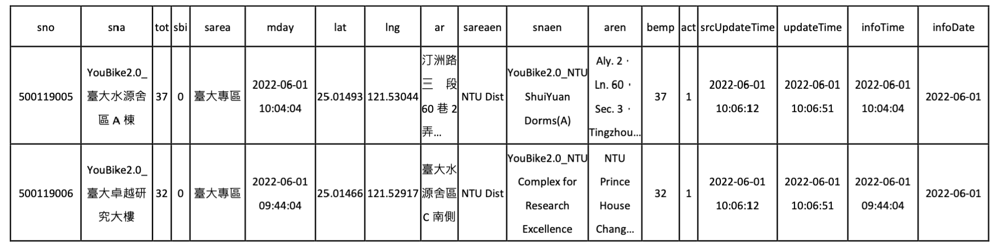 sno sna tot sbi sarea mday lat lng ar sareaen snaen aren bemp act srcUpdateTime updateTime infoTime infoDate
500119005
YouBike2.0_
臺大水源舍
區 A 棟
37
0
臺大專區
2022-06-01
10:04:04
25.01493
121.53044
汀洲路
三 段
60 巷 2
弄...
NTU Dist
YouBike2.0_NTU
ShuiYuan
Dorms(A)
Aly. 2，
Ln. 60，
Sec. 3，
Tingzhou...
37
1
2022-06-01
10:06:12
2022-06-01
10:06:51
2022-06-01
10:04:04
2022-06-01
500119006
YouBike2.0_
臺大卓越研
究大樓
32
0
臺大專區
2022-06-01
09:44:04
25.01466
121.52917
臺大水
源舍區
C 南側
NTU Dist
YouBike2.0_NTU
Complex for
Research
Excellence
NTU
Prince
House
Chang...
32
1
2022-06-01
10:06:12
2022-06-01
10:06:51
2022-06-01
09:44:04
2022-06-01